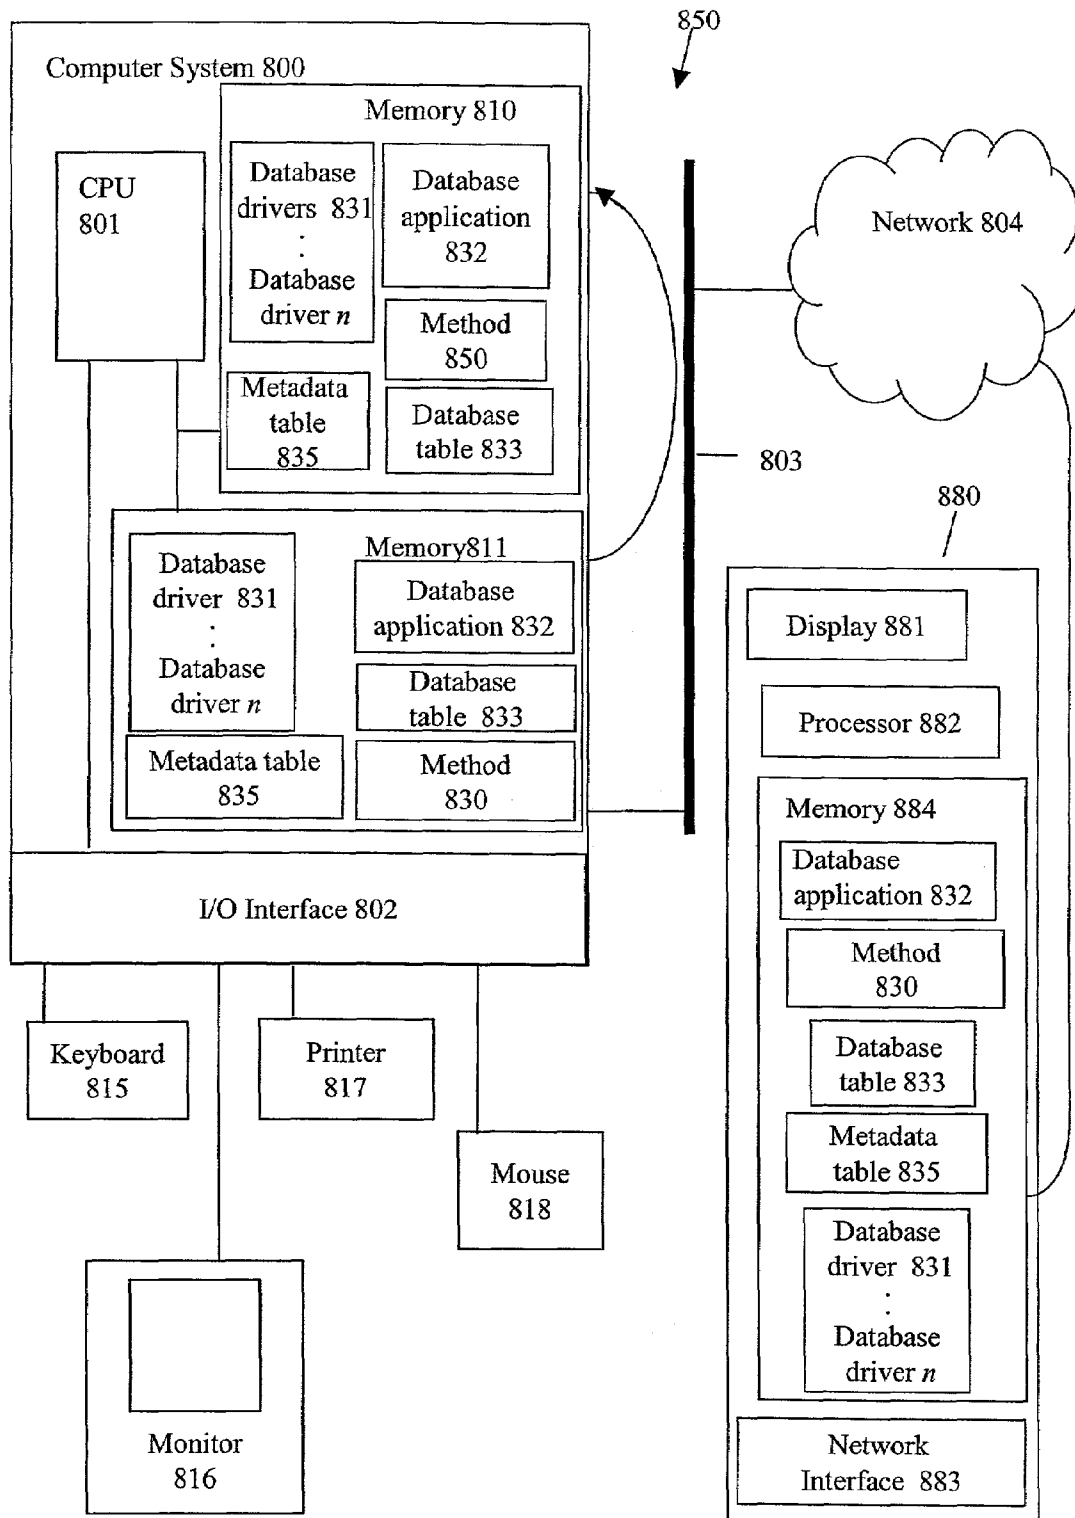 850
Computer System 800
Memory 810
CPU
801
Database
drivers 831
.
.
Database
driver n
Database
application
832
Method
850
Metadata
table
835
Database
table 833
Network 804
803
Memory811
Database
driver 831
.
.
Database
driver n
Database
application 832
Database
table 833
Metadata table
835
Method
830
I/O Interface 802
Keyboard
815
Printer
817
Mouse
818
Monitor
816
880
Display 881
Processor 882
Memory 884
Database
application 832
Method
830
Database
table 833
Metadata
table 835
Database
driver 831
.
.
Database
driver n
Network
Interface 883